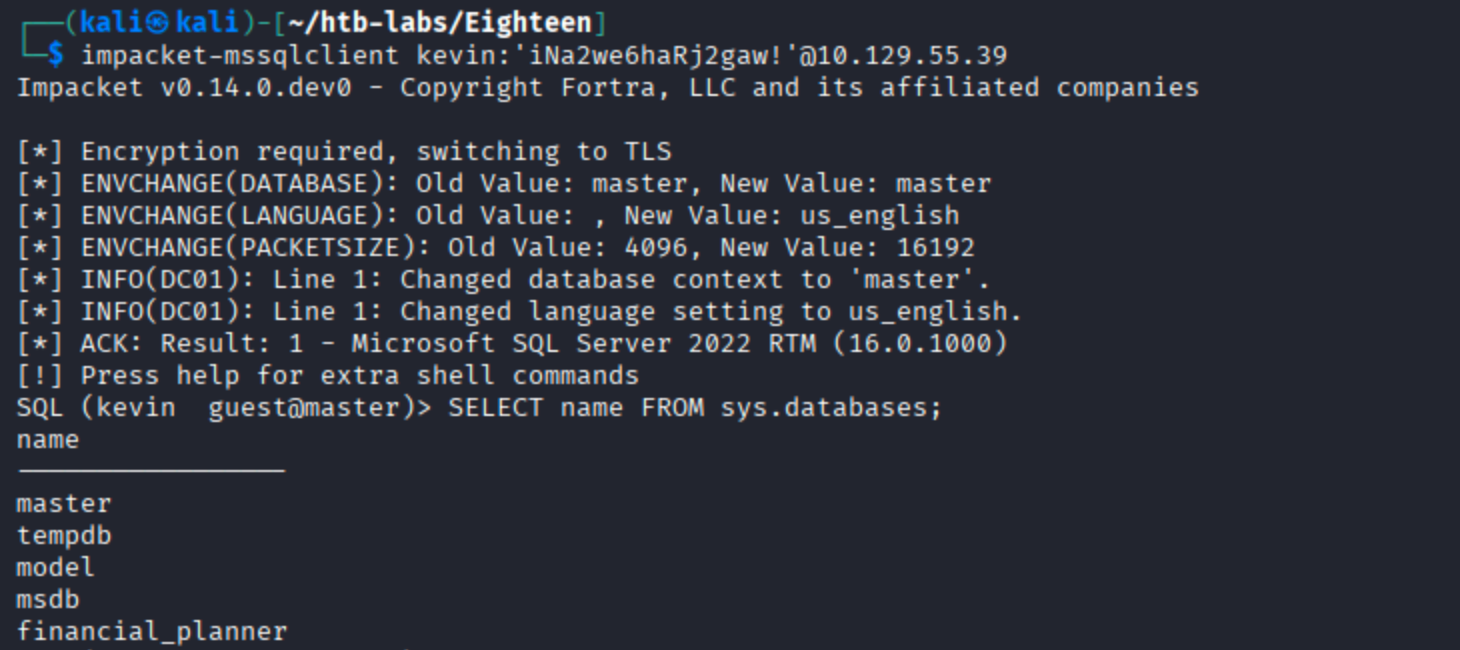 ┌──(kali㉿kali)-[~/htb-labs/Eighteen]
└─$ impacket-mssqlclient kevin:'iNa2we6haRj2gaw!'@10.129.55.39
Impacket v0.14.0.dev0 - Copyright Fortra, LLC and its affiliated companies

[*] Encryption required, switching to TLS
[*] ENVCHANGE(DATABASE): Old Value: master, New Value: master
[*] ENVCHANGE(LANGUAGE): Old Value: , New Value: us_english
[*] ENVCHANGE(PACKETSIZE): Old Value: 4096, New Value: 16192
[*] INFO(DC01): Line 1: Changed database context to 'master'.
[*] INFO(DC01): Line 1: Changed language setting to us_english.
[*] ACK: Result: 1 - Microsoft SQL Server 2022 RTM (16.0.1000)
[!] Press help for extra shell commands
SQL (kevin  guest@master)> SELECT name FROM sys.databases;
name
-----------------
master
tempdb
model
msdb
financial_planner